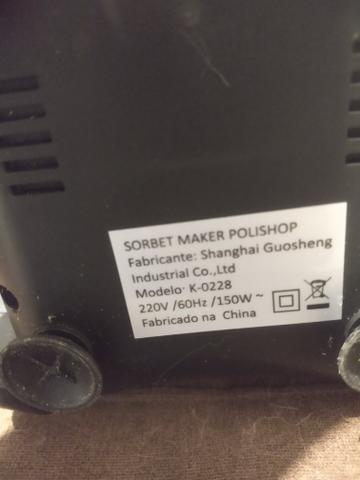 SORBET MAKER POLISHOP
Fabricante: Shanghai Guosheng
Industrial Co.,Ltd
Modelo: K-0228
220V /60Hz /150W ~
Fabricado na China